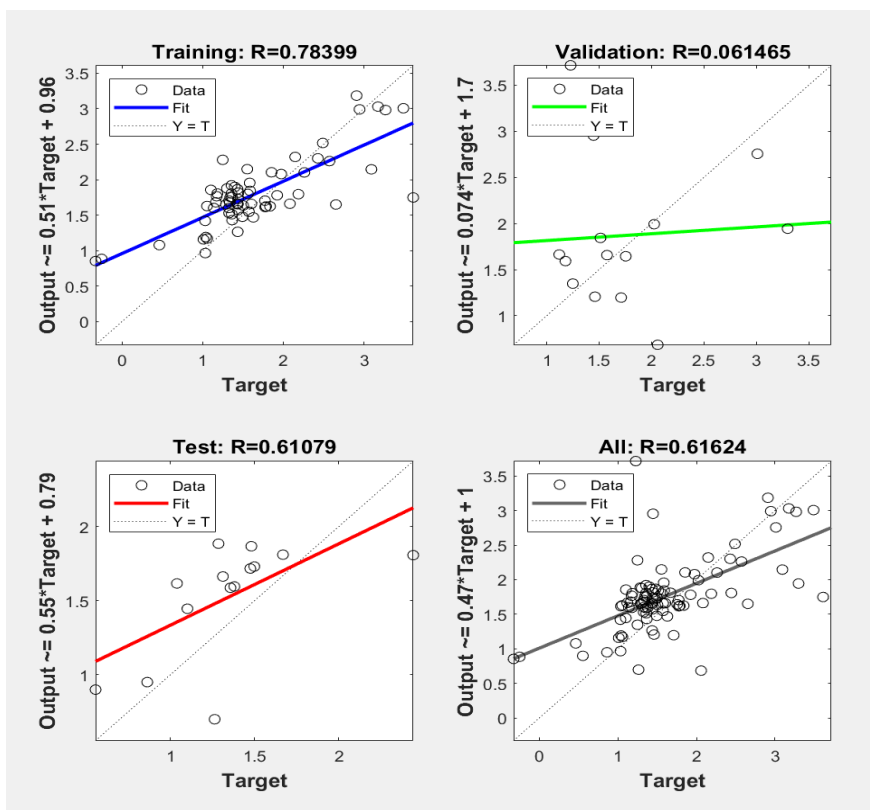 Training: R=0.78399
Output ~= 0.51*Target + 0.96
3.5
3
2.5
2
1.5
1
0.5
0
Data
Fit
Y = T
0
1
2
3
Target
Validation: R=0.061465
Output ~= 0.074*Target + 1.7
3.5
3
2.5
2
1.5
1
Data
Fit
Y = T
1
1.5
2
2.5
3
3.5
Target
Test: R=0.61079
Output ~= 0.55*Target + 0.79
2
1.5
1
Data
Fit
Y = T
1
1.5
2
Target
All: R=0.61624
Output ~= 0.47*Target + 1
3.5
3
2.5
2
1.5
1
0.5
0
Data
Fit
Y = T
0
1
2
3
Target